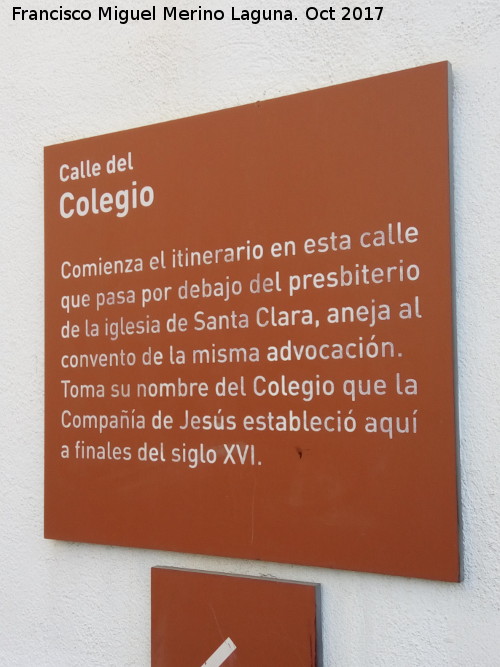 Francisco Miguel Merino Laguna. Oct 2017
Calle del
Colegio
Comienza el itinerario en esta calle
que pasa por debajo del presbiterio
de la iglesia de Santa Clara, aneja al
convento de la misma advocación.
Toma su nombre del Colegio que la
Compañía de Jesús estableció aquí
a finales del siglo XVI.